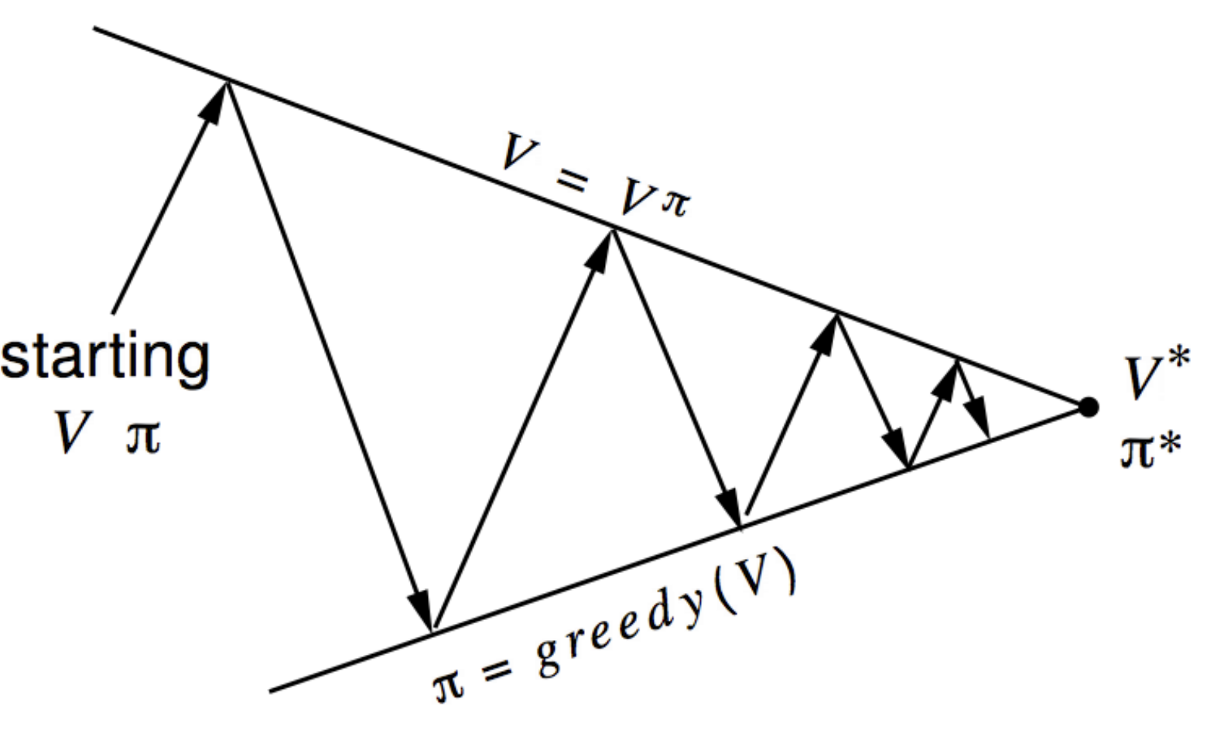 V = Vπ
starting
V π
V*
π*
π = greedy(V)